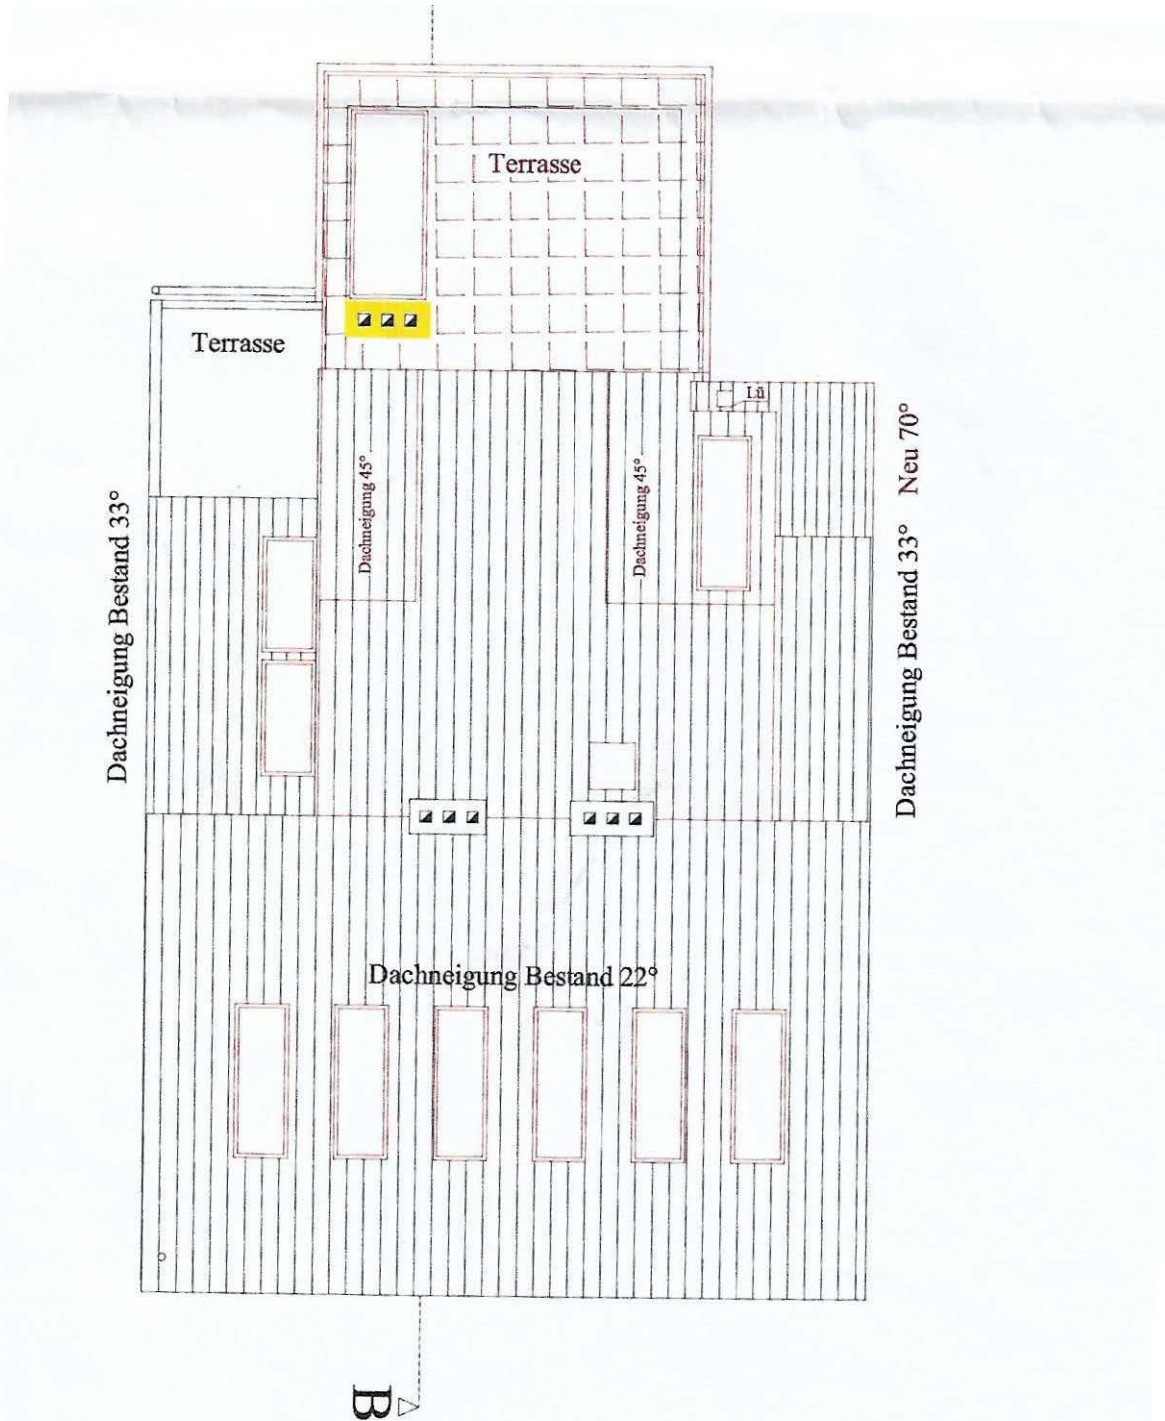 Terrasse
Terrasse
Lü
Dachneigung 45°
Dachneigung 45°
Neu 70°
Dachneigung Bestand 33°
Dachneigung Bestand 33°
Dachneigung Bestand 22°
B